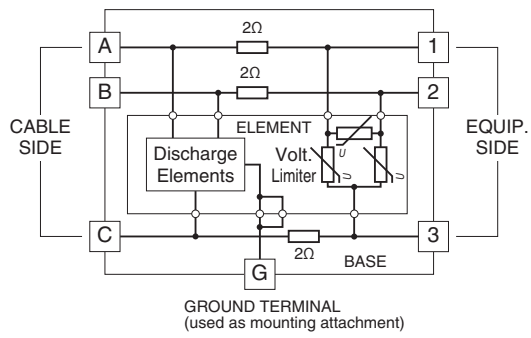 A
2Ω
1
B
2Ω
2
CABLE
SIDE
EQUIP.
SIDE
ELEMENT
Discharge
Elements
Volt.
Limiter
U
U
U
C
2Ω
3
G
BASE
GROUND TERMINAL
(used as mounting attachment)